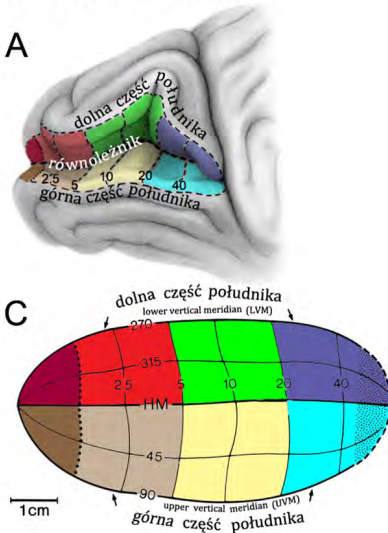 A
dolna część południka
równoleżnik
2.5 5 10 20 40
górna część południka
C
dolna część południka
lower vertical meridian (LVM)
270
315
2.5 5 10 20 40
HM
45
90
upper vertical meridian (UVM)
górna część południka
1cm